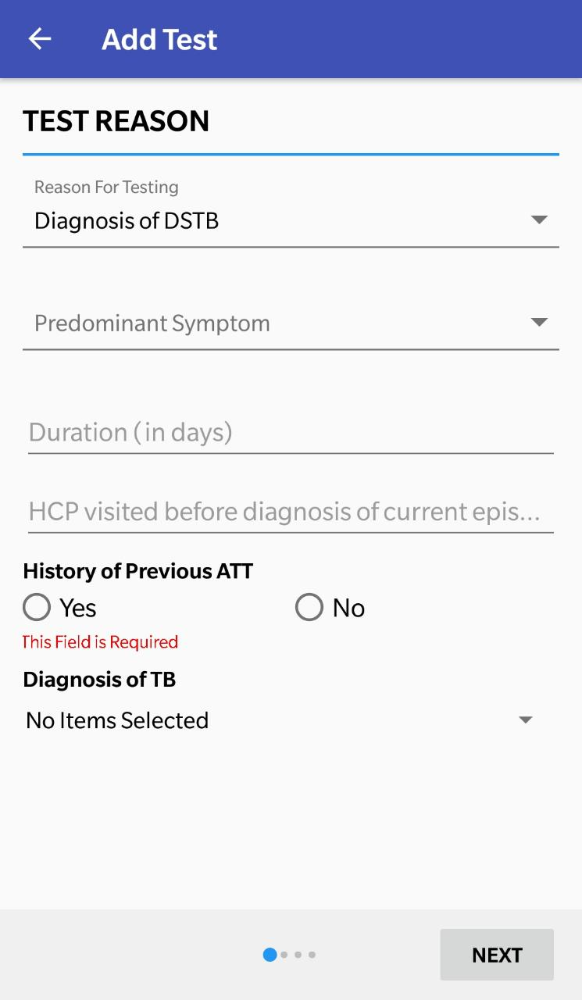 Add Test
TEST REASON
Reason For Testing
Diagnosis of DSTB
Predominant Symptom
Duration (in days)
HCP visited before diagnosis of current epis...
History of Previous ATT
Yes No
This Field is Required
Diagnosis of TB
No Items Selected
NEXT